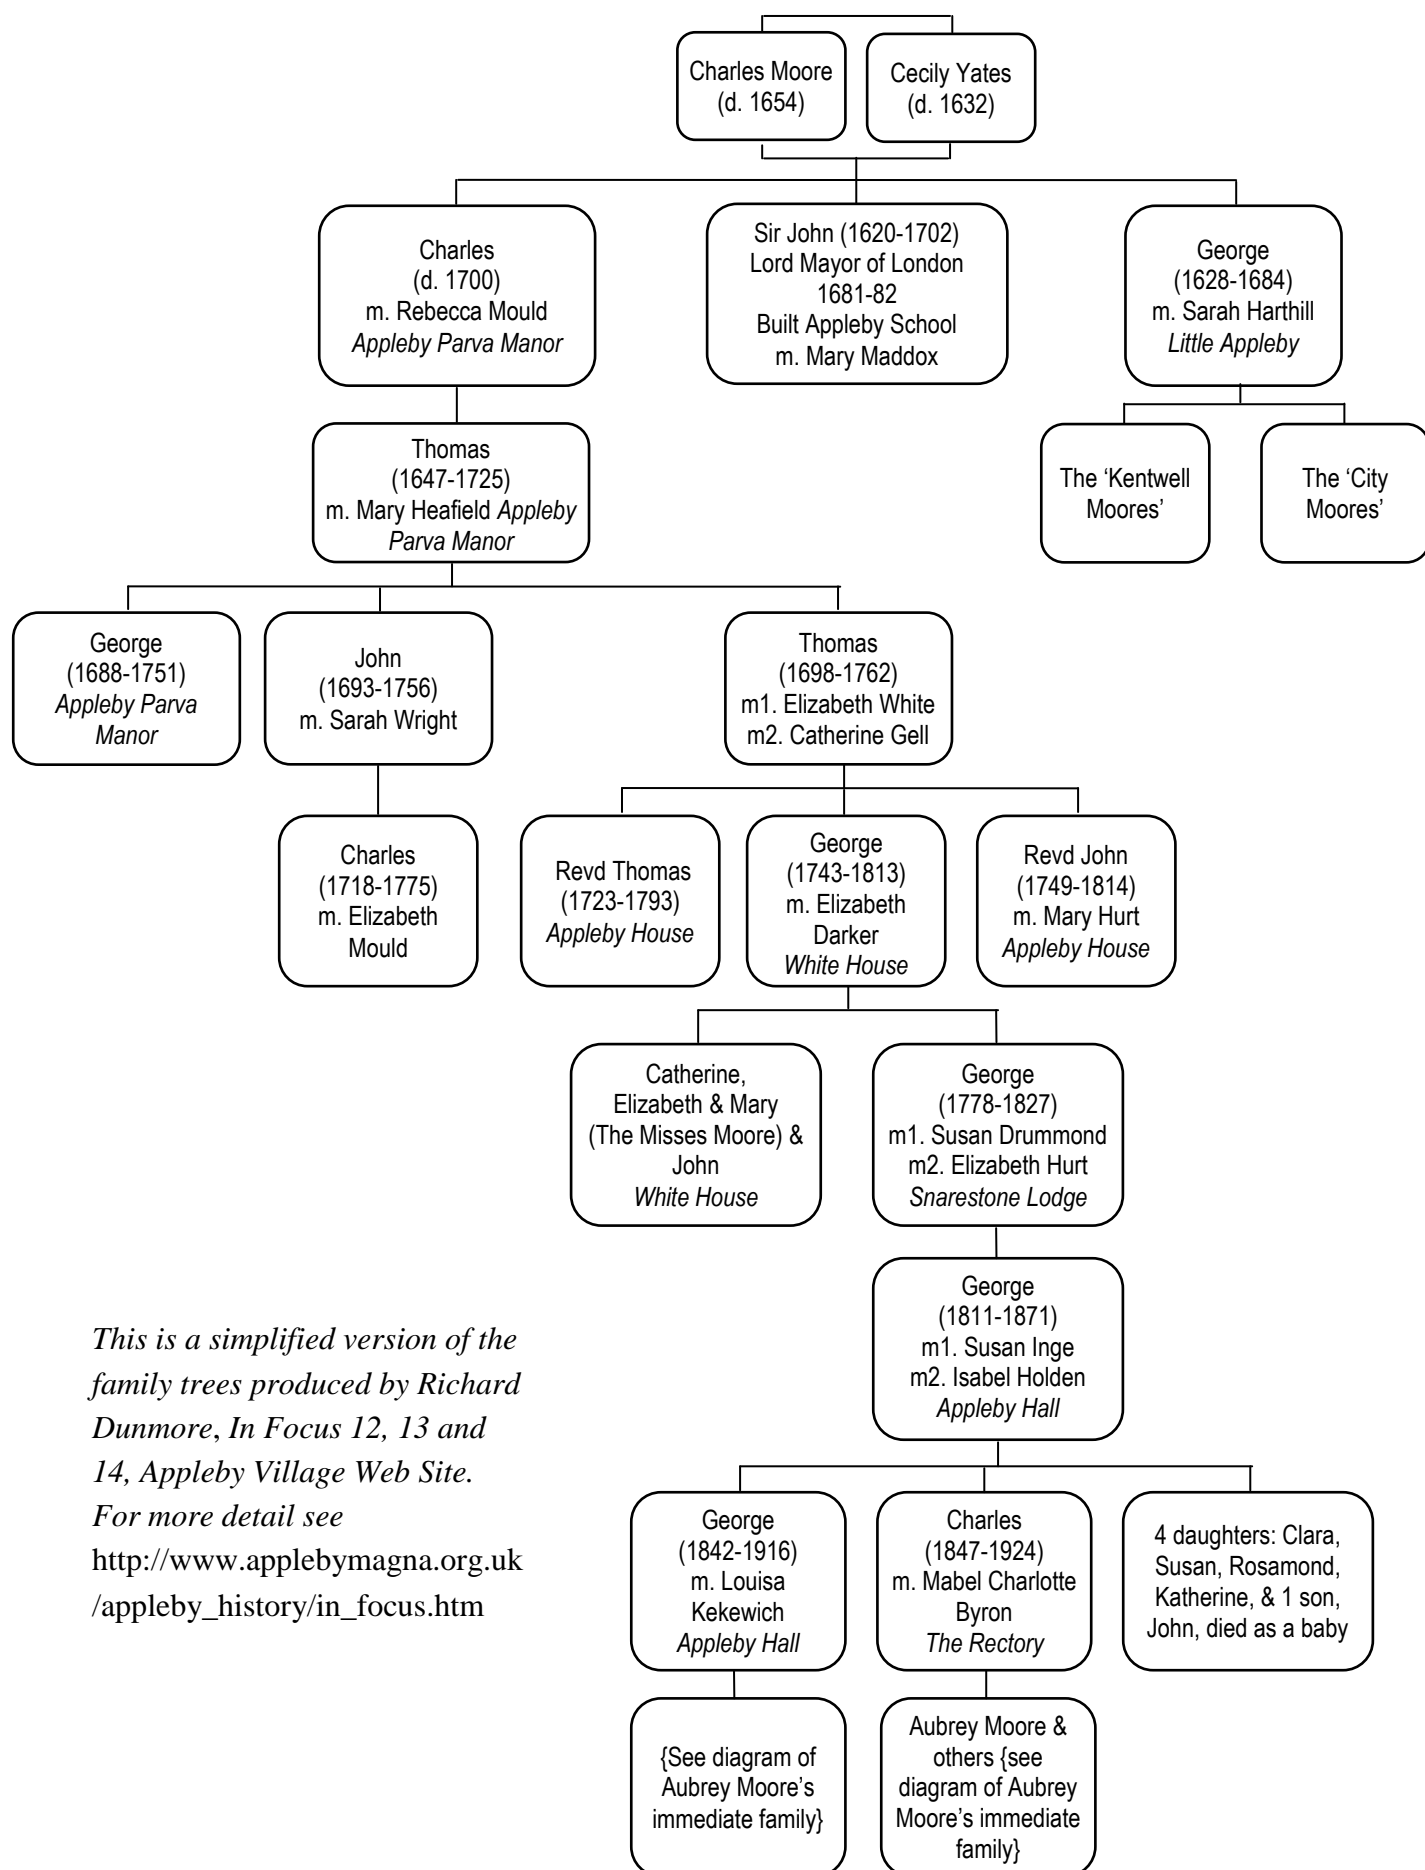 Charles Moore
(d. 1654)
Cecily Yates
(d. 1632)
Charles
(d. 1700)
m. Rebecca Mould
Appleby Parva Manor
Sir John (1620-1702)
Lord Mayor of London
1681-82
Built Appleby School
m. Mary Maddox
George
(1628-1684)
m. Sarah Harthill
Little Appleby
Thomas
(1647-1725)
m. Mary Heafield Appleby
Parva Manor
The ‘Kentwell
Moores’
The ‘City
Moores’
George
(1688-1751)
Appleby Parva
Manor
John
(1693-1756)
m. Sarah Wright
Thomas
(1698-1762)
m1. Elizabeth White
m2. Catherine Gell
Charles
(1718-1775)
m. Elizabeth
Mould
Revd Thomas
(1723-1793)
Appleby House
George
(1743-1813)
m. Elizabeth
Darker
White House
Revd John
(1749-1814)
m. Mary Hurt
Appleby House
Catherine,
Elizabeth & Mary
(The Misses Moore) &
John
White House
George
(1778-1827)
m1. Susan Drummond
m2. Elizabeth Hurt
Snarestone Lodge
George
(1811-1871)
m1. Susan Inge
m2. Isabel Holden
Appleby Hall
This is a simplified version of the
family trees produced by Richard
Dunmore, In Focus 12, 13 and
14, Appleby Village Web Site.
For more detail see
http://www.applebymagna.org.uk
/appleby_history/in_focus.htm
George
(1842-1916)
m. Louisa
Kekewich
Appleby Hall
Charles
(1847-1924)
m. Mabel Charlotte
Byron
The Rectory
4 daughters: Clara,
Susan, Rosamond,
Katherine, & 1 son,
John, died as a baby
{See diagram of
Aubrey Moore’s
immediate family}
Aubrey Moore &
others {see
diagram of Aubrey
Moore’s immediate
family}